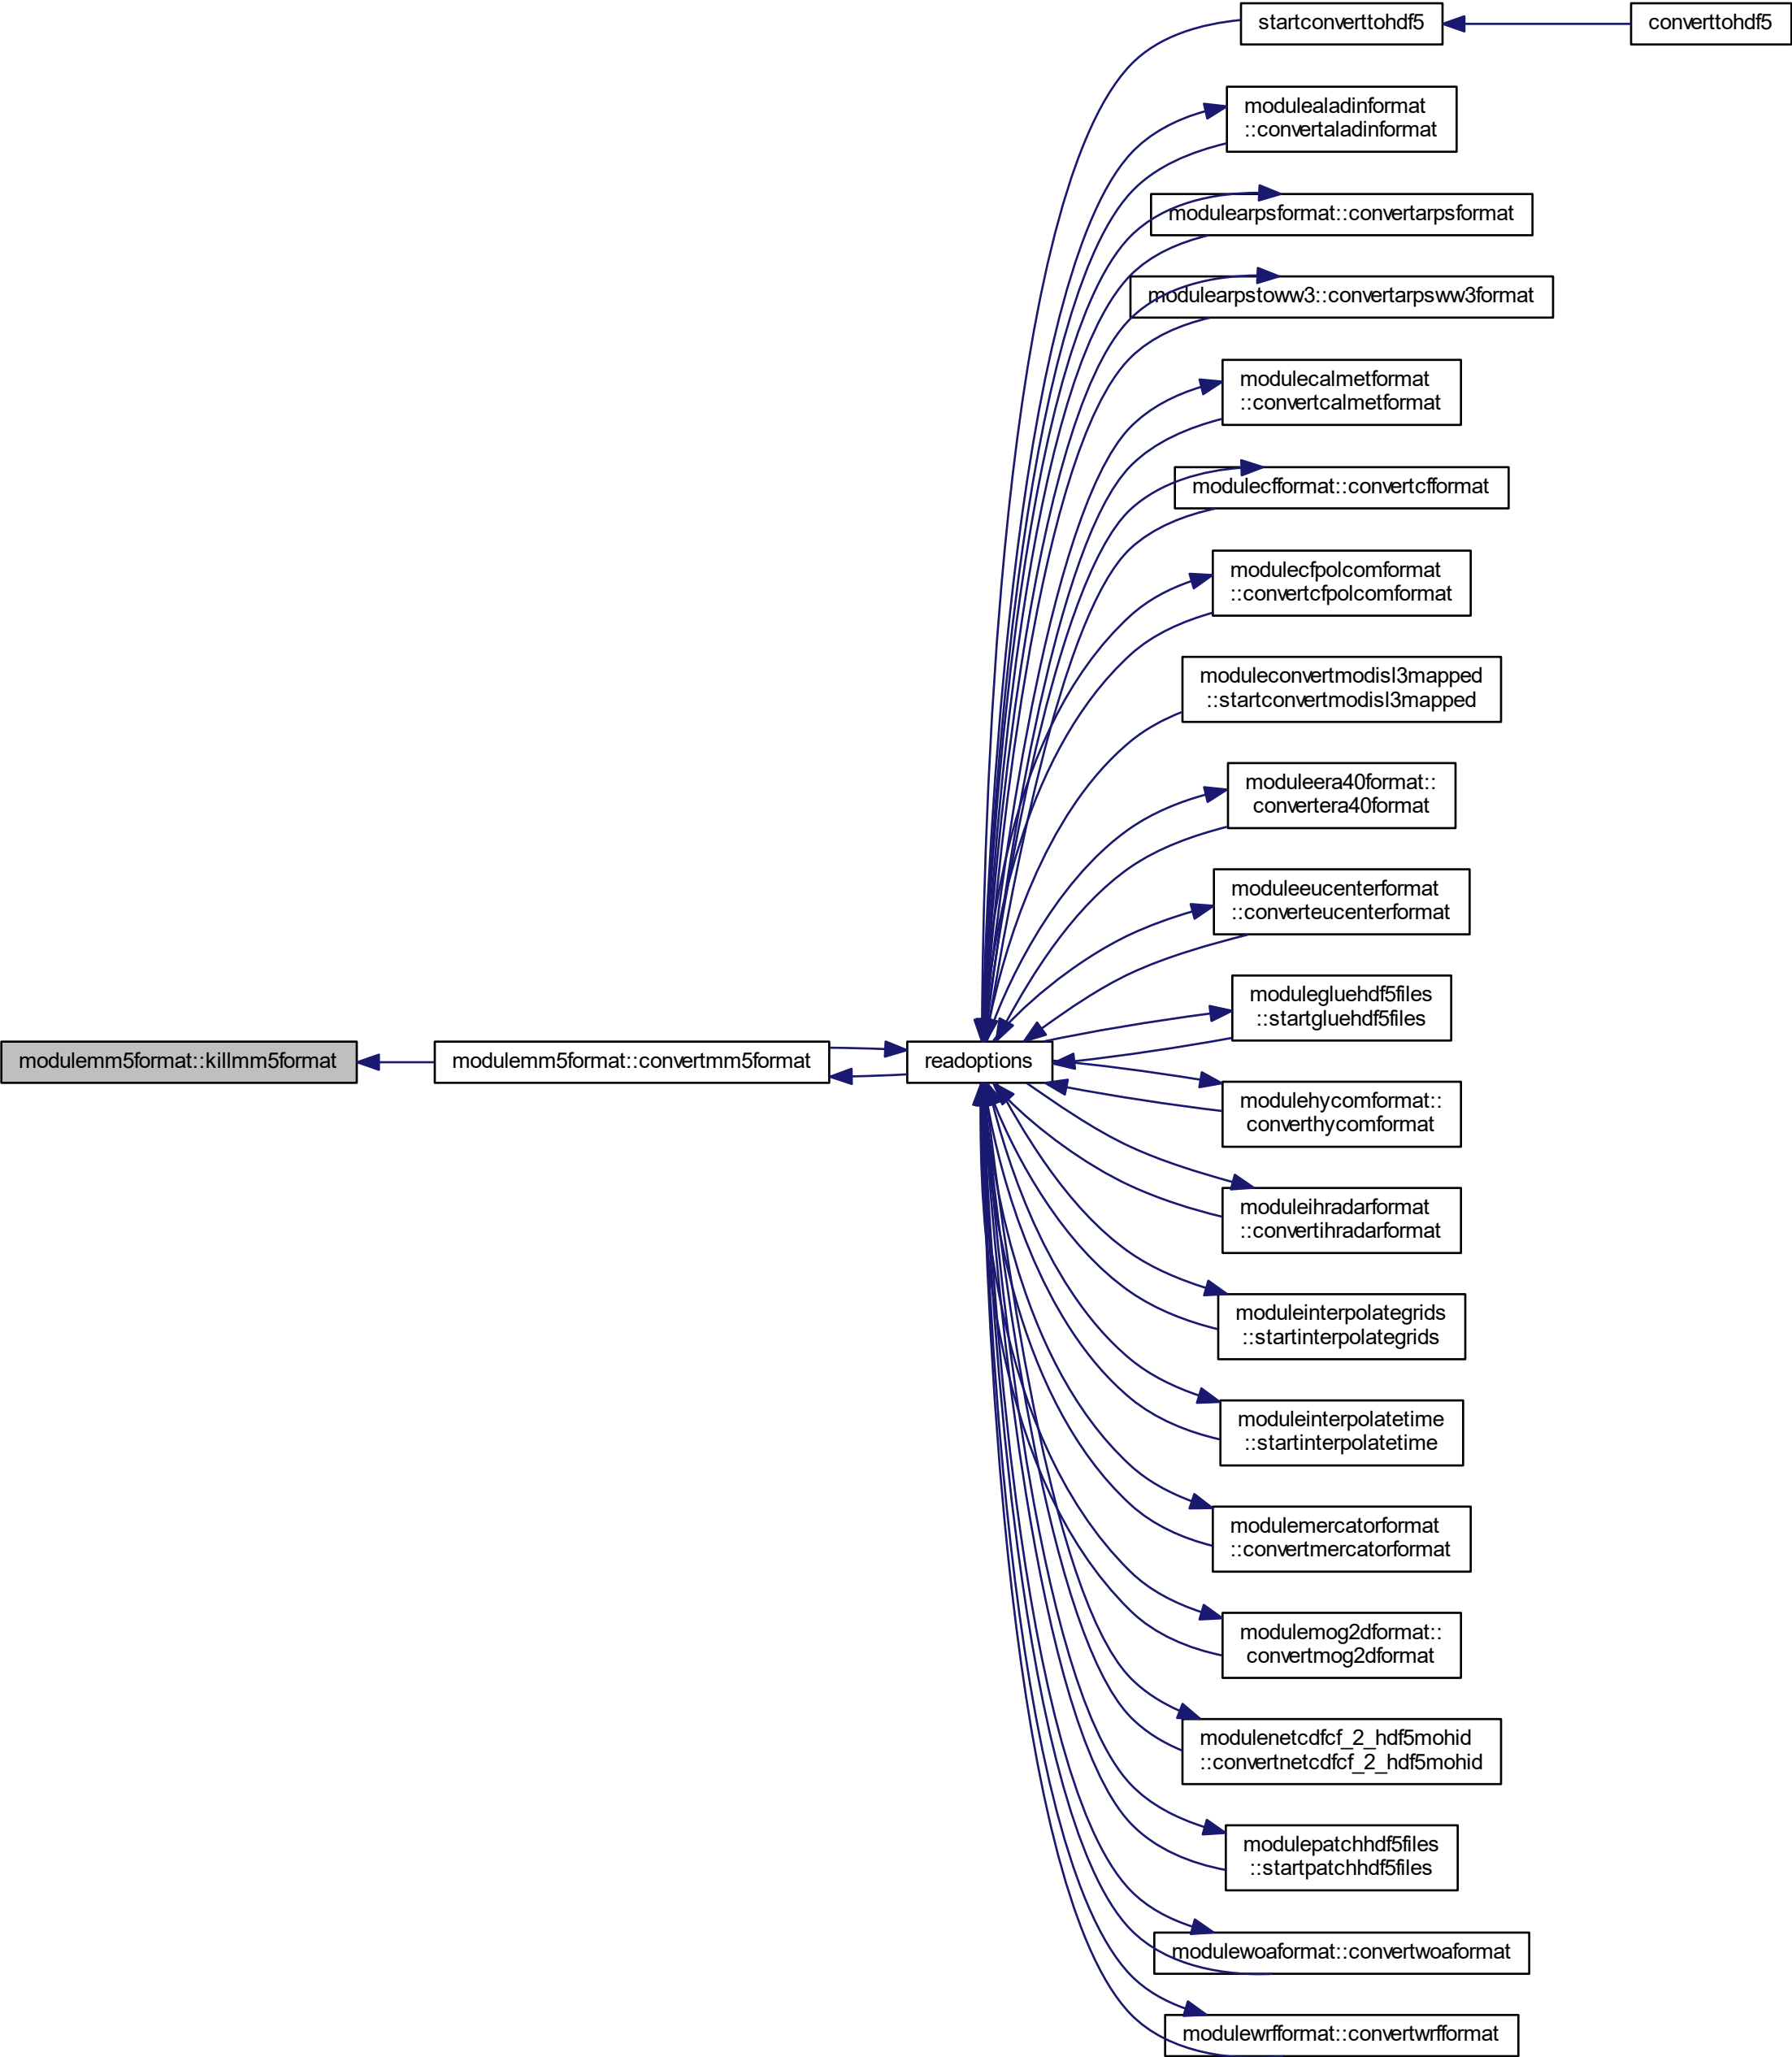 startconverttohdf5
converttohdf5
modulealadinformat
::convertaladinformat
modulearpsformat::convertarpsformat
modulearpstoww3::convertarpsww3format
modulecalmetformat
::convertcalmetformat
modulecfformat::convertcfformat
modulecfpolcomformat
::convertcfpolcomformat
moduleconvertmodisl3mapped
::startconvertmodisl3mapped
moduleera40format::
convertera40format
moduleeucenterformat
::converteucenterformat
modulegluehdf5files
::startgluehdf5files
modulemm5format::killmm5format
modulemm5format::convertmm5format
readoptions
modulehycomformat::
converthycomformat
moduleihradarformat
::convertihradarformat
moduleinterpolategrids
::startinterpolategrids
moduleinterpolatetime
::startinterpolatetime
modulemercatorformat
::convertmercatorformat
modulemog2dformat::
convertmog2dformat
modulenetcdfcf_2_hdf5mohid
::convertnetcdfcf_2_hdf5mohid
modulepatchhdf5files
::startpatchhdf5files
modulewoaformat::convertwoaformat
modulewrfformat::convertwrfformat